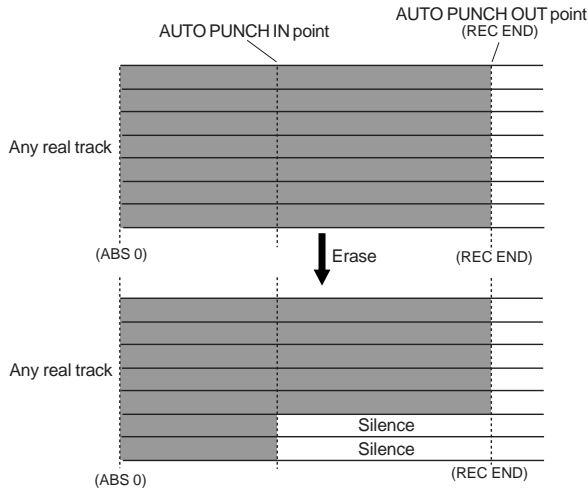 AUTO PUNCH IN point
AUTO PUNCH OUT point
(REC END)
Any real track
(ABS 0)
Erase
(REC END)
Any real track
Silence
Silence
(ABS 0)
(REC END)